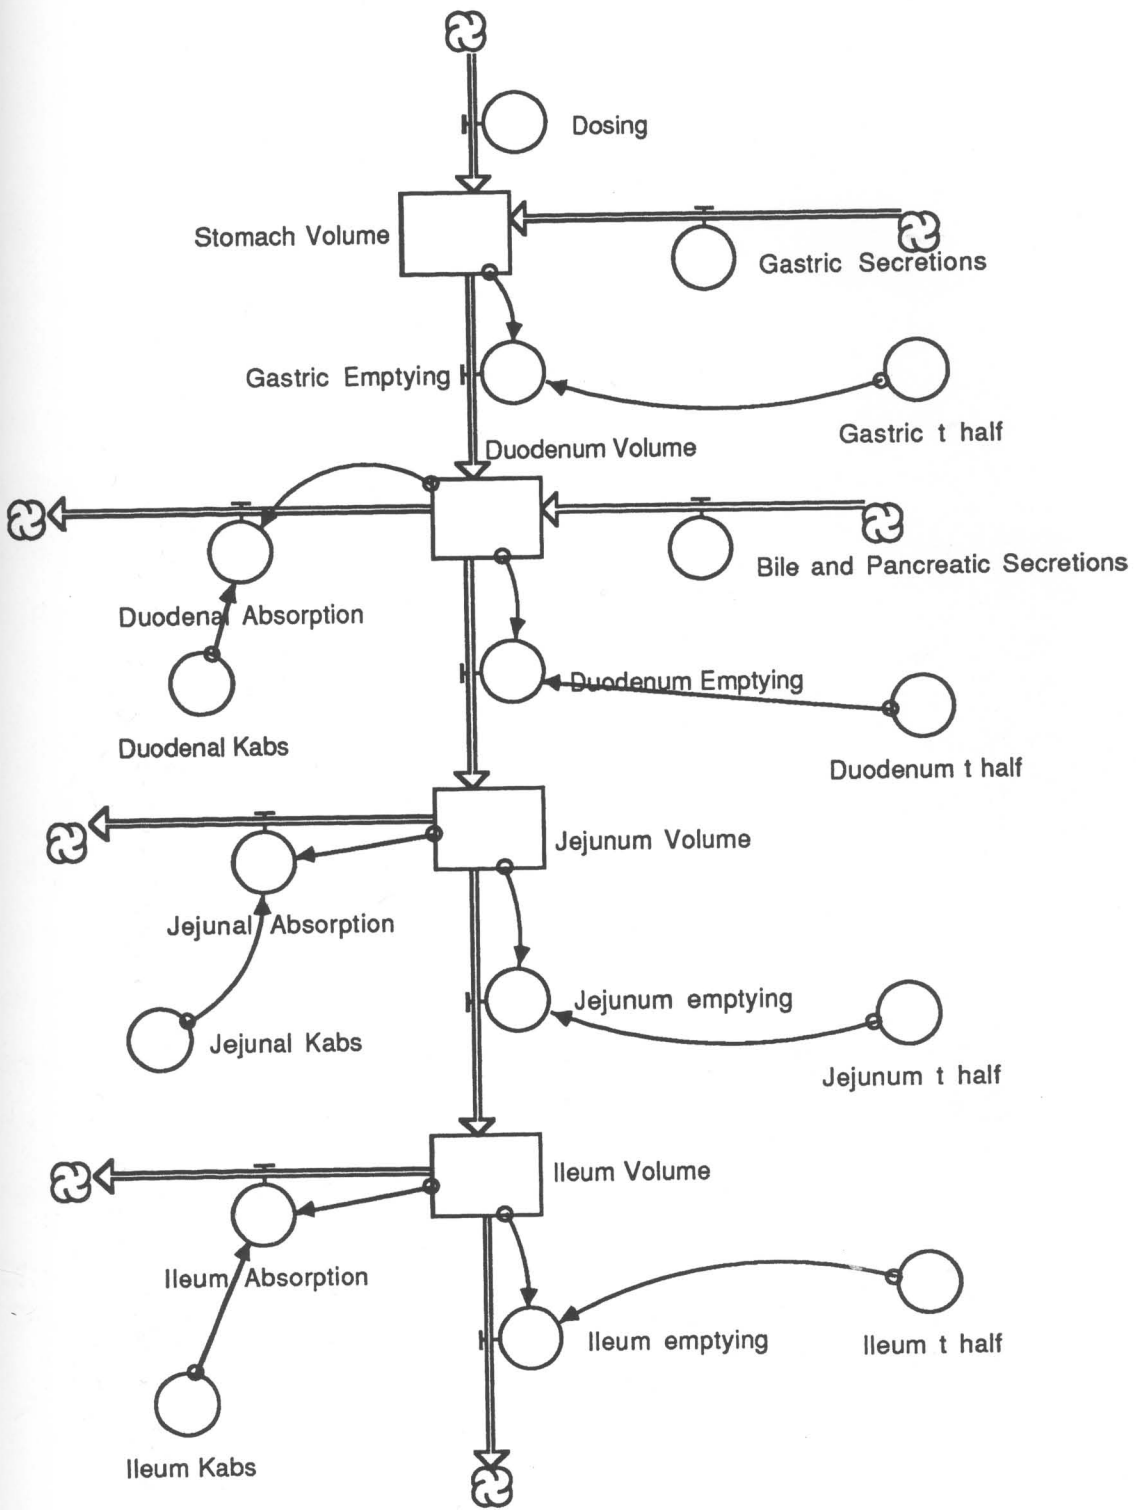 Dosing
Stomach Volume
Gastric Secretions
Gastric Emptying
Gastric t half
Duodenum Volume
Bile and Pancreatic Secretions
Duodenal Absorption
Duodenum Emptying
Duodenal Kabs
Duodenum t half
Jejunum Volume
Jejunal Absorption
Jejunum emptying
Jejunal Kabs
Jejunum t half
Ileum Volume
Ileum Absorption
Ileum emptying
Ileum t half
Ileum Kabs